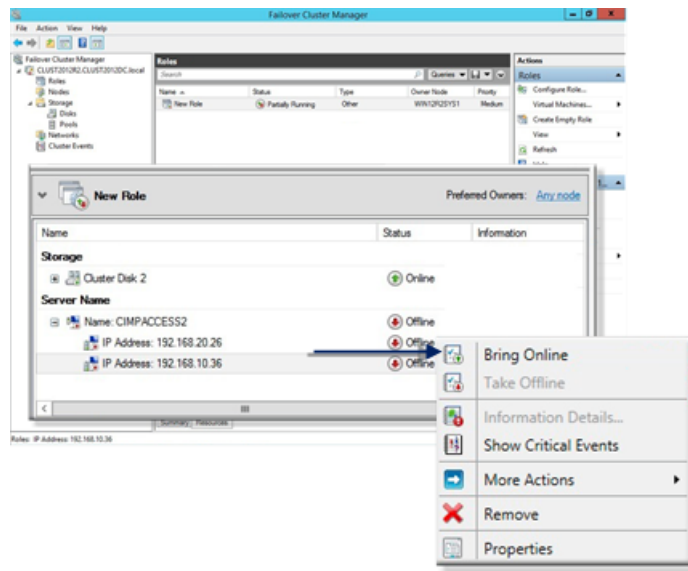 Failover Cluster Manager
File Action View Help
Failover Cluster Manager
CLUST2012R2.CLUST2012DC.local
Roles
Nodes
Storage
Disks
Pools
Networks
Cluster Events
Roles
Search
Queries
Name Status Type Owner Node Priority
New Role Partially Running Other WIN12R2SYS1 Medium
Actions
Roles
Configure Role...
Virtual Machines...
Create Empty Role
View
Refresh
New Role Preferred Owners: Any node
Name Status Information
Storage
Cluster Disk 2 Online
Server Name
Name: CIMPACCESS2 Offline
IP Address: 192.168.20.26 Offline
IP Address: 192.168.10.36 Offline
Summary Resources
Roles: IP Address: 192.168.10.36
Bring Online
Take Offline
Information Details...
Show Critical Events
More Actions
Remove
Properties